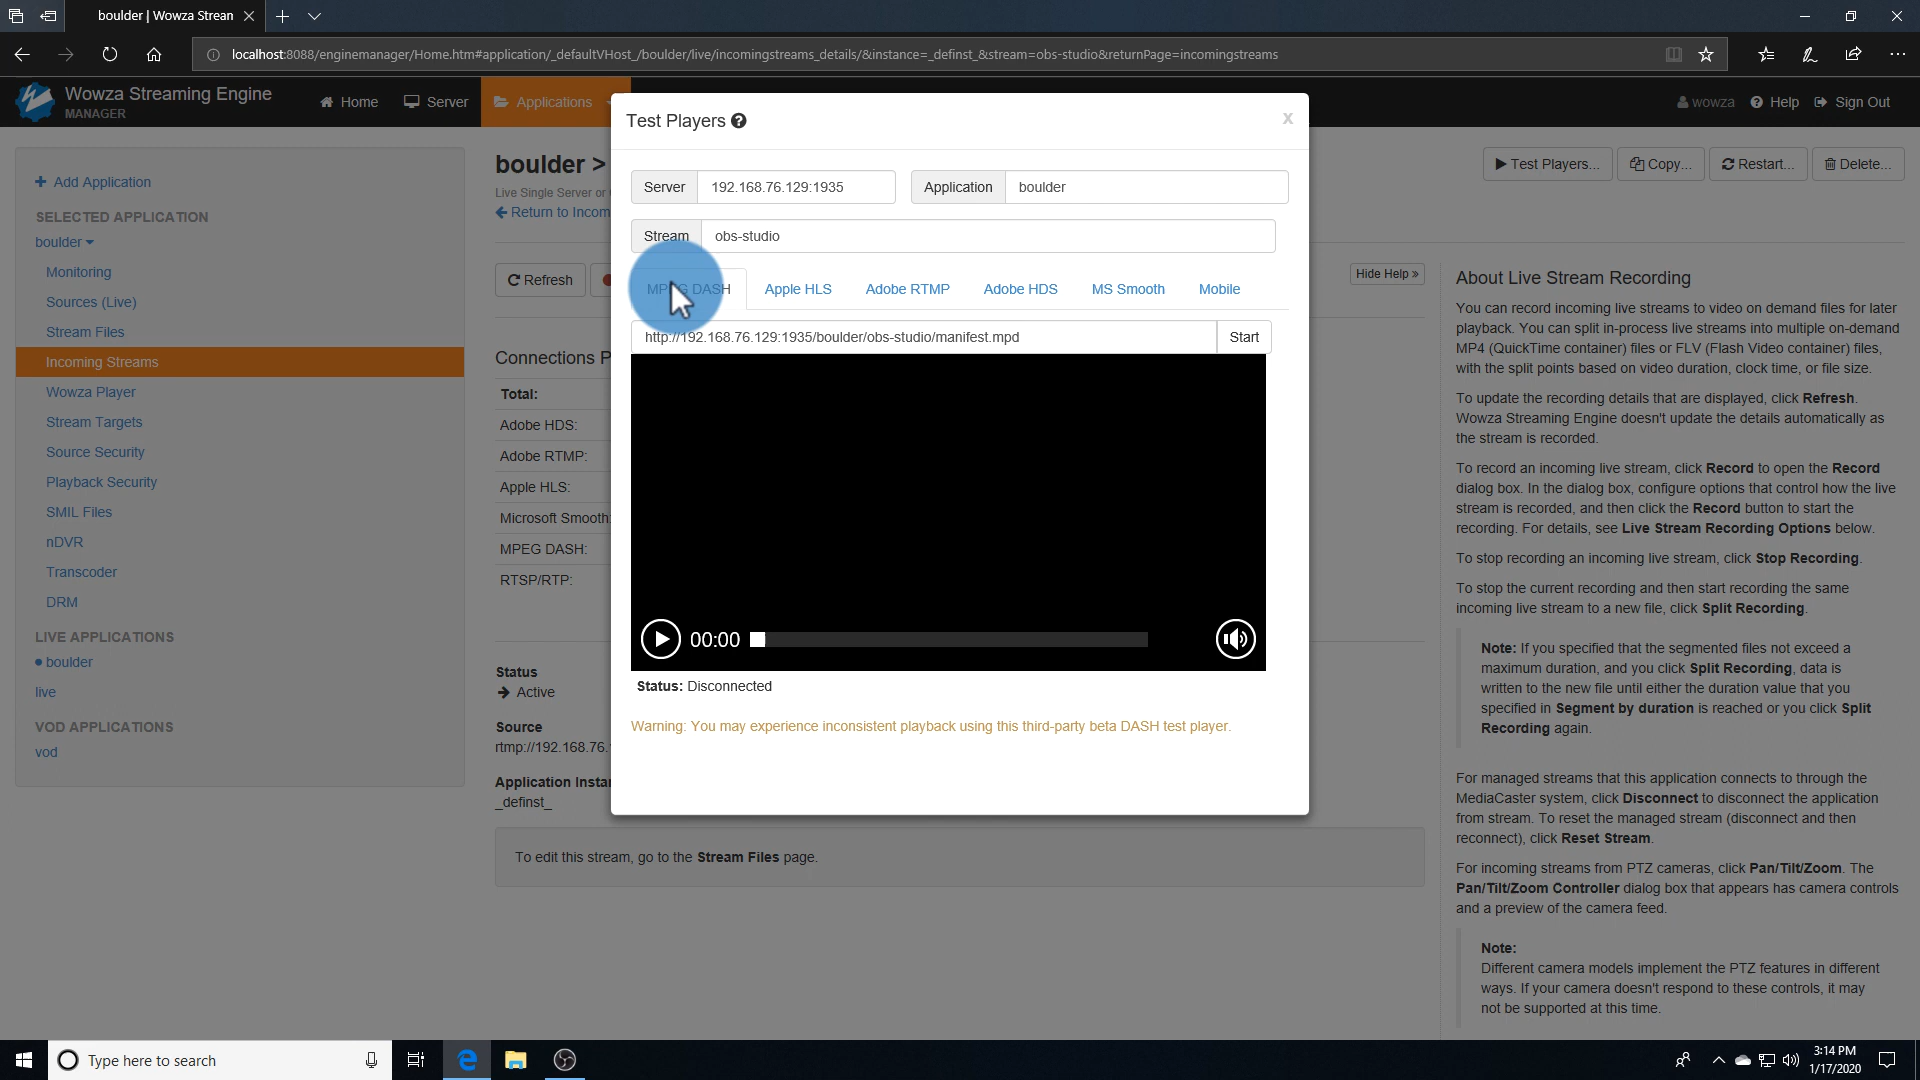 boulder | Wowza Strean
localhost:8088/enginemanager/Home.htm#application/_defaultVHost_/boulder/live/incomingstreams_details/&instance=_definst_&stream=obs-studio&returnPage=incomingstreams
Wowza Streaming Engine
MANAGER
Home
Server
Applications
wowza
Help
Sign Out
Test Players
x
Server
192.168.76.129:1935
Application
boulder
Stream
obs-studio
MPEG DASH
Apple HLS
Adobe RTMP
Adobe HDS
MS Smooth
Mobile
http://192.168.76.129:1935/boulder/obs-studio/manifest.mpd
Start
00:00
Status: Disconnected
Warning: You may experience inconsistent playback using this third-party beta DASH test player.
Add Application
SELECTED APPLICATION
boulder
Monitoring
Sources (Live)
Stream Files
Incoming Streams
Wowza Player
Stream Targets
Source Security
Playback Security
SMIL Files
nDVR
Transcoder
DRM
LIVE APPLICATIONS
boulder
live
VOD APPLICATIONS
vod
boulder >
Live Single Server or
Return to Incom
Test Players...
Copy...
Restart...
Delete...
Refresh
Hide Help »
Connections P
Total:
Adobe HDS:
Adobe RTMP:
Apple HLS:
Microsoft Smooth
MPEG DASH:
RTSP/RTP:
Status
Active
Source
rtmp://192.168.76.
Application Instan
_definst_
To edit this stream, go to the Stream Files page.
About Live Stream Recording
You can record incoming live streams to video on demand files for later
playback. You can split in-process live streams into multiple on-demand
MP4 (QuickTime container) files or FLV (Flash Video container) files,
with the split points based on video duration, clock time, or file size.
To update the recording details that are displayed, click Refresh.
Wowza Streaming Engine doesn't update the details automatically as
the stream is recorded.
To record an incoming live stream, click Record to open the Record
dialog box. In the dialog box, configure options that control how the live
stream is recorded, and then click the Record button to start the
recording. For details, see Live Stream Recording Options below.
To stop recording an incoming live stream, click Stop Recording.
To stop the current recording and then start recording the same
incoming live stream to a new file, click Split Recording.
Note: If you specified that the segmented files not exceed a
maximum duration, and you click Split Recording, data is
written to the new file until either the duration value that you
specified in Segment by duration is reached or you click Split
Recording again.
For managed streams that this application connects to through the
MediaCaster system, click Disconnect to disconnect the application
from stream. To reset the managed stream (disconnect and then
reconnect), click Reset Stream.
For incoming streams from PTZ cameras, click Pan/Tilt/Zoom. The
Pan/Tilt/Zoom Controller dialog box that appears has camera controls
and a preview of the camera feed.
Note:
Different camera models implement the PTZ features in different
ways. If your camera doesn't respond to these controls, it may
not be supported at this time.
Type here to search
3:14 PM
1/17/2020